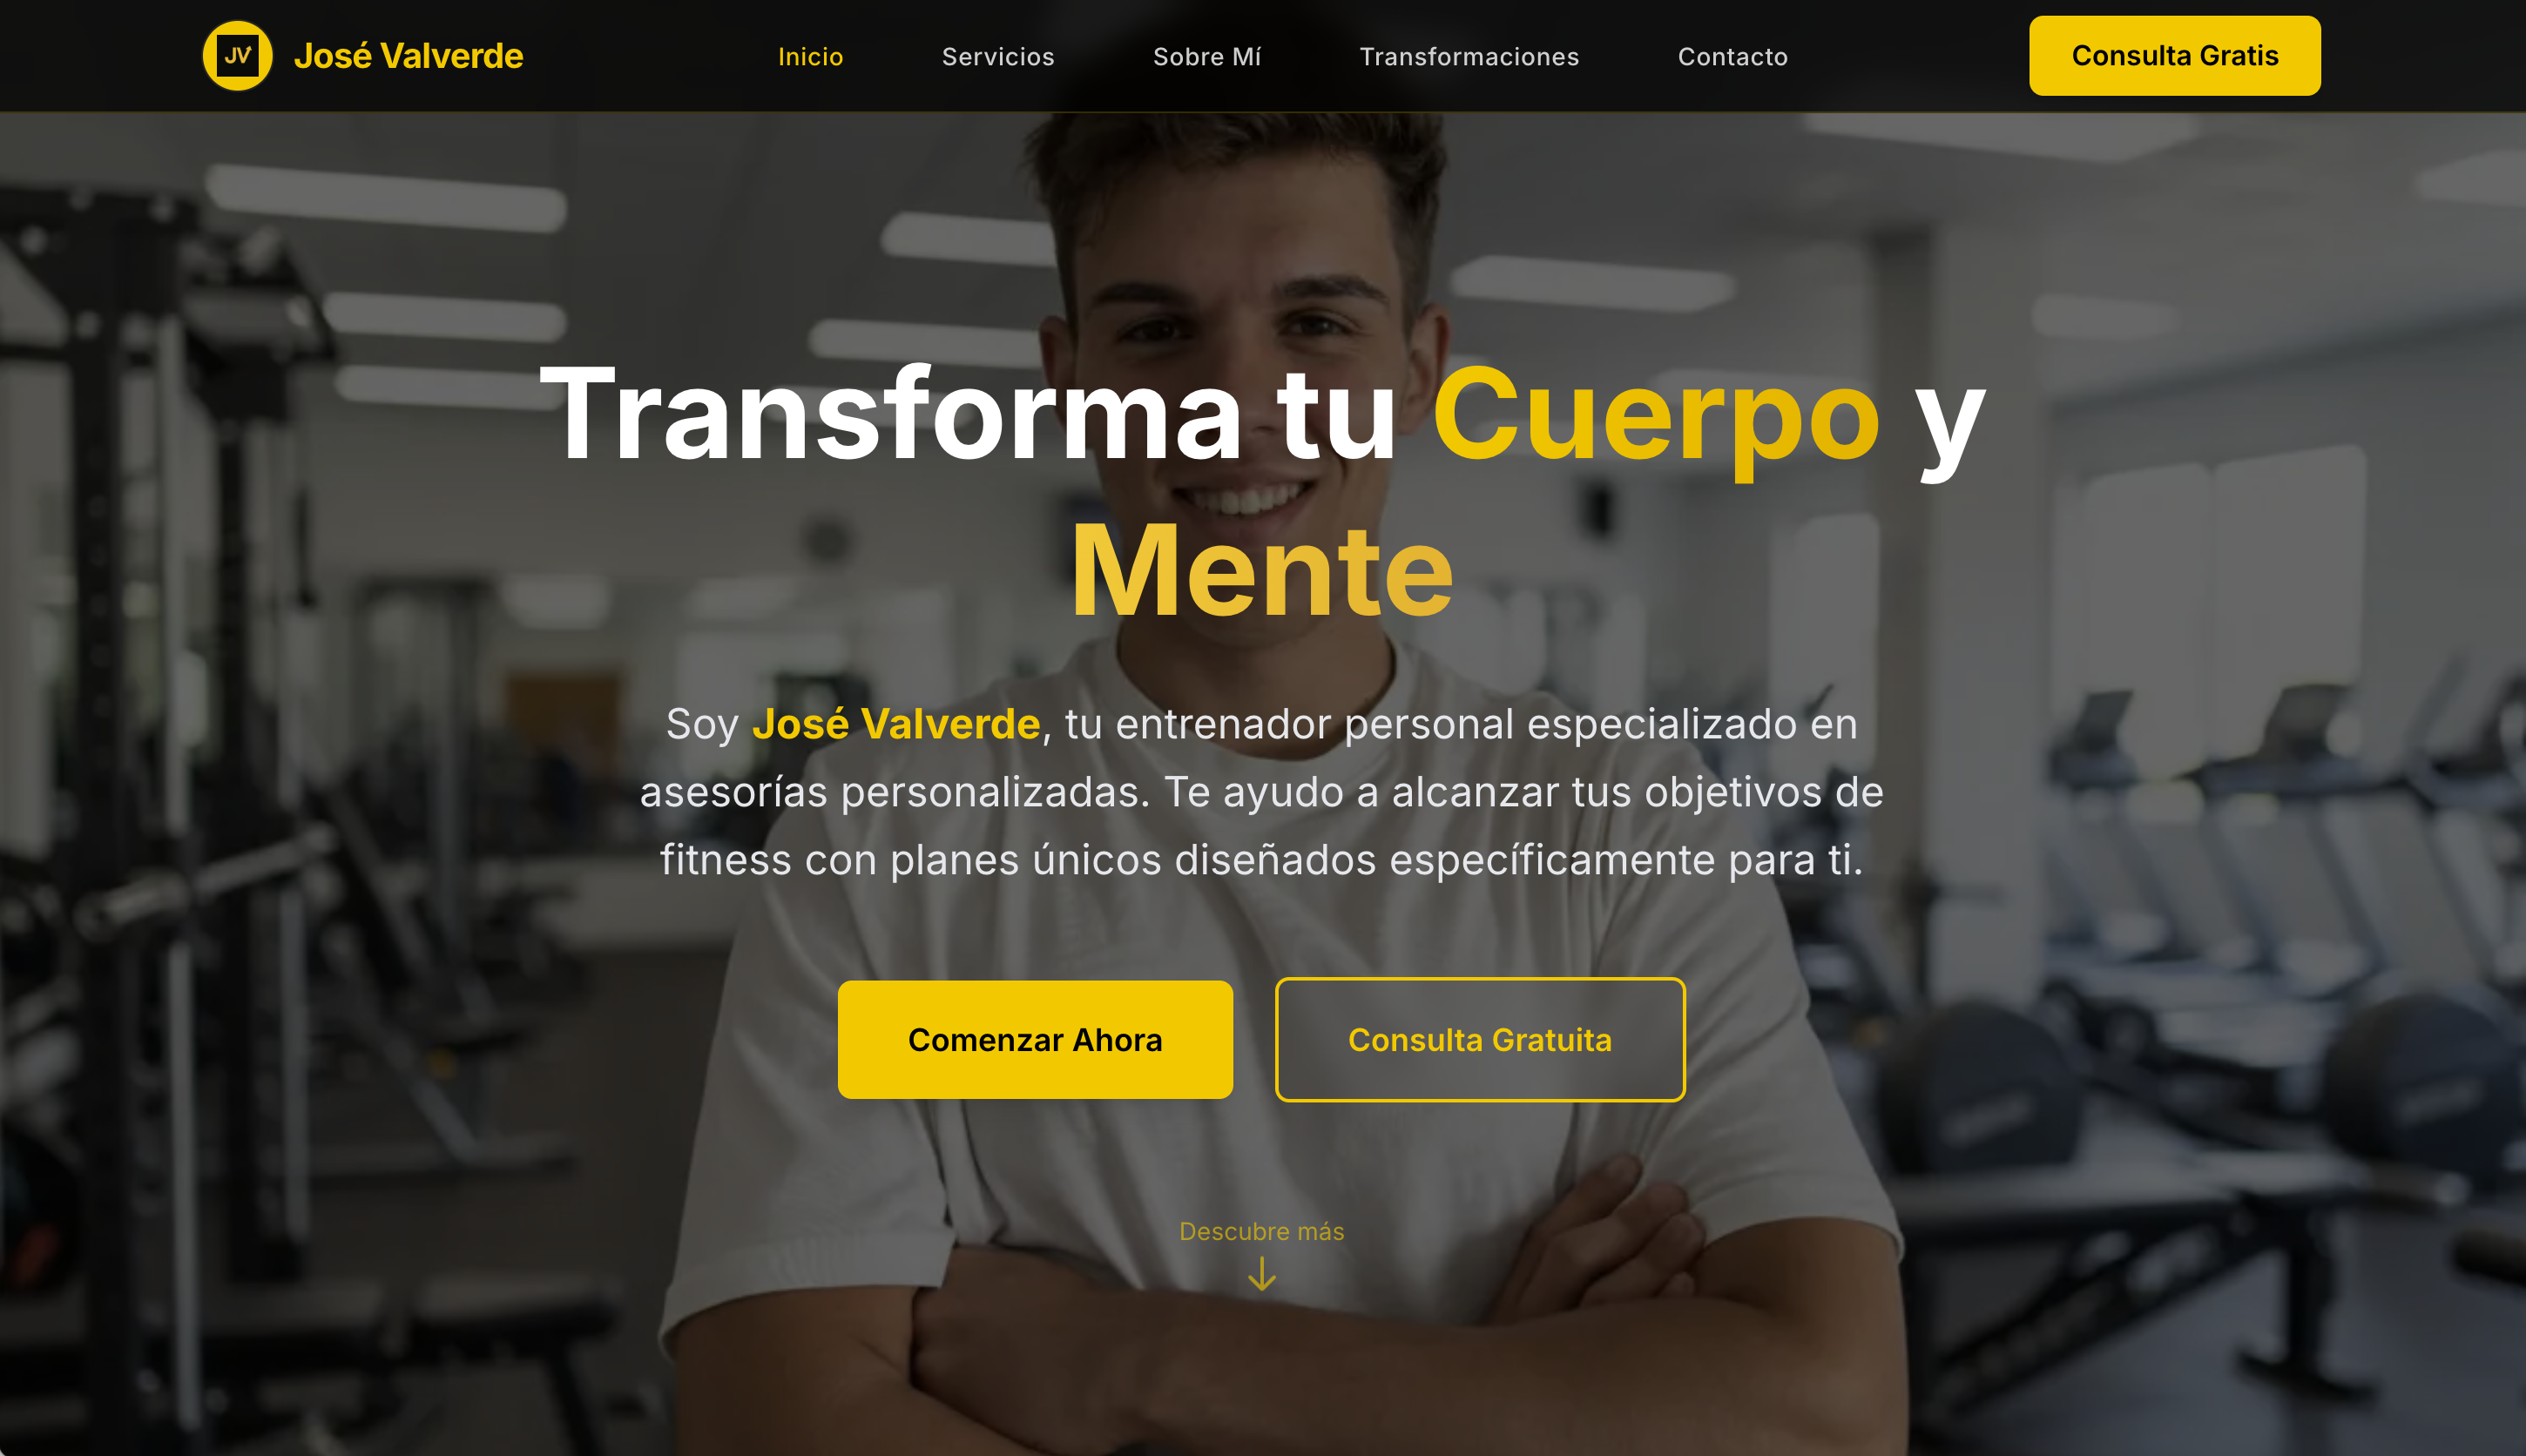 JV
José Valverde
Inicio
Servicios
Sobre Mí
Transformaciones
Contacto
Consulta Gratis
Transforma tu Cuerpo y
Mente
Soy José Valverde, tu entrenador personal especializado en
asesorías personalizadas. Te ayudo a alcanzar tus objetivos de
fitness con planes únicos diseñados específicamente para ti.
Comenzar Ahora
Consulta Gratuita
Descubre más